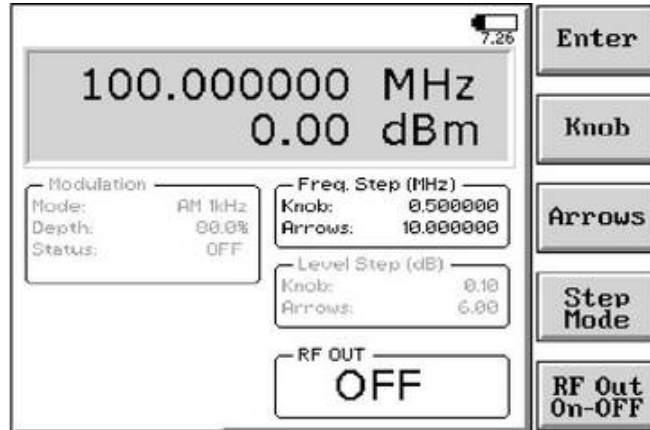 7.26
100.000000 MHz
0.00 dBm
Modulation
Mode: AM 1kHz
Depth: 80.0%
Status: OFF
Freq. Step (MHz)
Knob: 0.500000
Arrows: 10.000000
Level Step (dB)
Knob: 0.10
Arrows: 6.00
RF OUT
OFF
Enter
Knob
Arrows
Step
Mode
RF Out
On-OFF